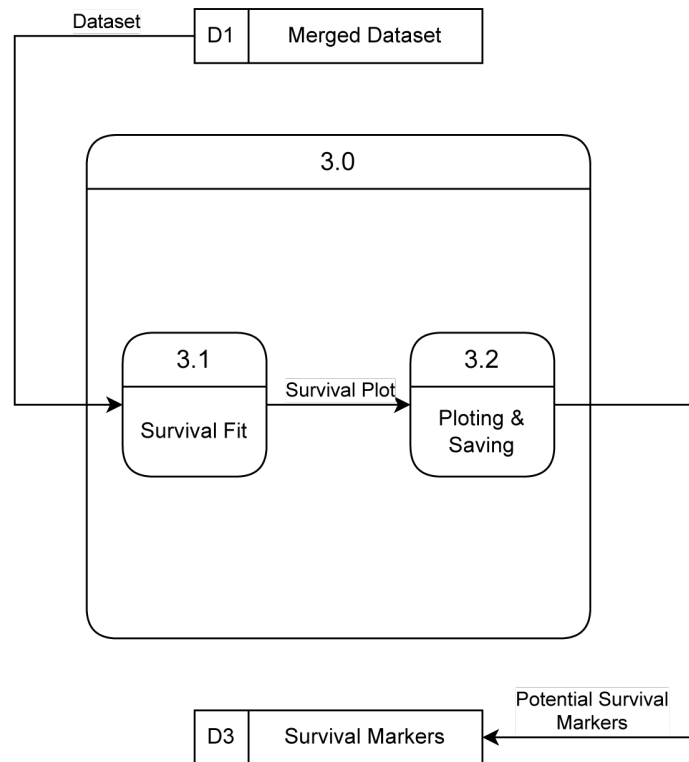 Dataset
D1 Merged Dataset
3.0
3.1
Survival Fit
Survival Plot
3.2
Ploting &
Saving
Potential Survival
Markers
D3 Survival Markers